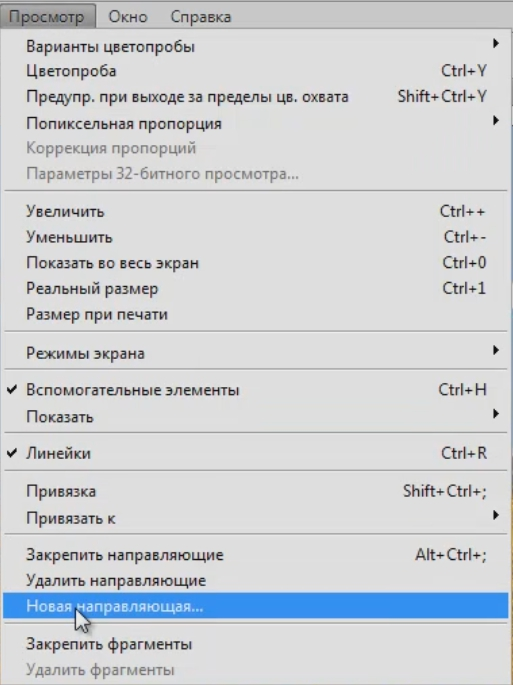 Просмотр Окно Справка
Варианты цветопробы
Цветопроба Ctrl+Y
Предупр. при выходе за пределы цв. охвата Shift+Ctrl+Y
Попиксельная пропорция
Коррекция пропорций
Параметры 32-битного просмотра...
Увеличить Ctrl++
Уменьшить Ctrl+-
Показать во весь экран Ctrl+0
Реальный размер Ctrl+1
Размер при печати
Режимы экрана
Вспомогательные элементы Ctrl+H
Показать
Линейки Ctrl+R
Привязка Shift+Ctrl+;
Привязать к
Закрепить направляющие Alt+Ctrl+;
Удалить направляющие
Новая направляющая...
Закрепить фрагменты
Удалить фрагменты